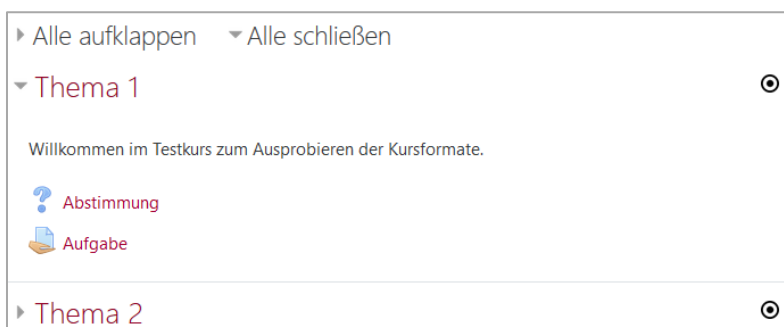 Alle aufklappen Alle schließen
Thema 1
Willkommen im Testkurs zum Ausprobieren der Kursformate.
Abstimmung
Aufgabe
Thema 2